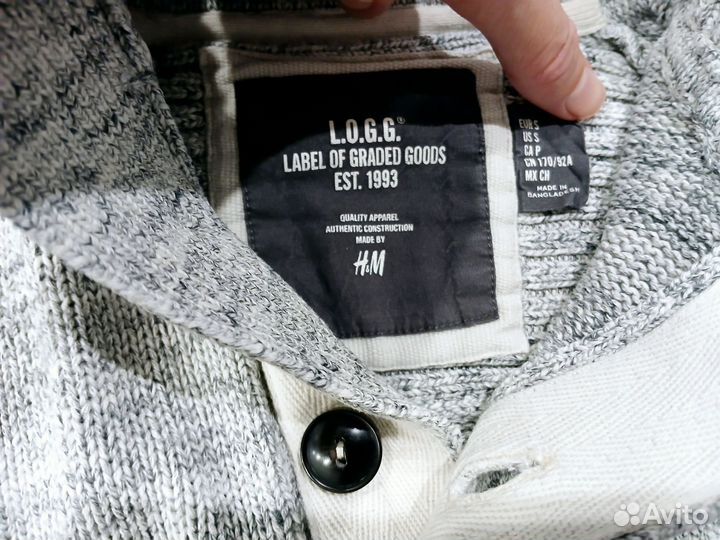 L.O.G.G.®
LABEL OF GRADED GOODS
EST. 1993
QUALITY APPAREL
AUTHENTIC CONSTRUCTION
MADE BY
H&M
EUR S
US S
CA P
CN 170/92A
MX CH
MADE IN
BANGLADESH
Avito